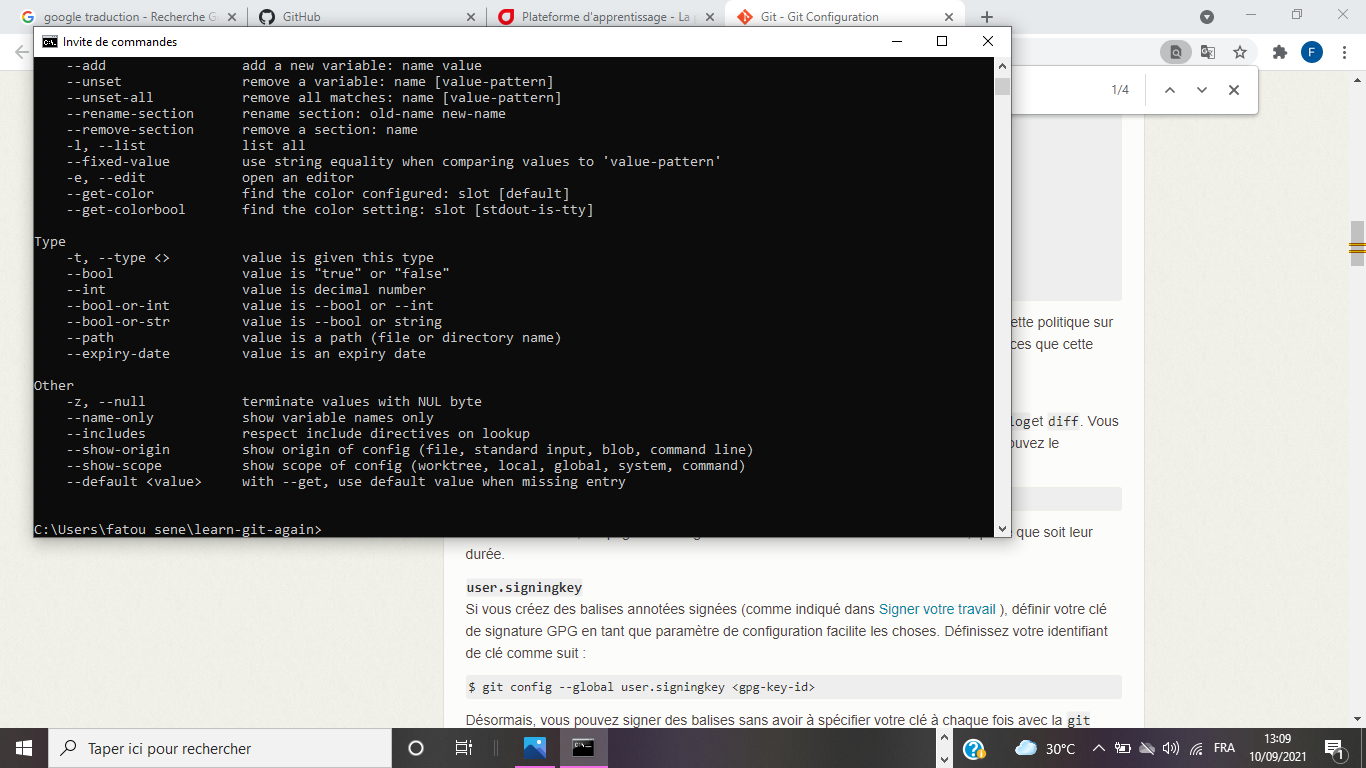 google traduction - Recherche G
GitHub
Plateforme d'apprentissage - La
Git - Git Configuration
Invite de commandes
F
1/4
--add add a new variable: name value
--unset remove a variable: name [value-pattern]
--unset-all remove all matches: name [value-pattern]
--rename-section rename section: old-name new-name
--remove-section remove a section: name
-l, --list list all
--fixed-value use string equality when comparing values to 'value-pattern'
-e, --edit open an editor
--get-color find the color configured: slot [default]
--get-colorbool find the color setting: slot [stdout-is-tty]
Type
-t, --type <> value is given this type
--bool value is "true" or "false"
--int value is decimal number
--bool-or-int value is --bool or --int
--bool-or-str value is --bool or string
--path value is a path (file or directory name)
--expiry-date value is an expiry date
Other
-z, --null terminate values with NUL byte
--name-only show variable names only
--includes respect include directives on lookup
--show-origin show origin of config (file, standard input, blob, command line)
--show-scope show scope of config (worktree, local, global, system, command)
--default <value> with --get, use default value when missing entry
C:\Users\fatou sene\learn-git-again>
ette politique sur
ces que cette
loget diff. Vous
ouvez le
que soit leur
durée.
user.signingkey
Si vous créez des balises annotées signées (comme indiqué dans Signer votre travail ), définir votre clé
de signature GPG en tant que paramètre de configuration facilite les choses. Définissez votre identifiant
de clé comme suit :
$ git config --global user.signingkey <gpg-key-id>
Désormais, vous pouvez signer des balises sans avoir à spécifier votre clé à chaque fois avec la git
Taper ici pour rechercher
30°C
FRA
13:09
10/09/2021
1